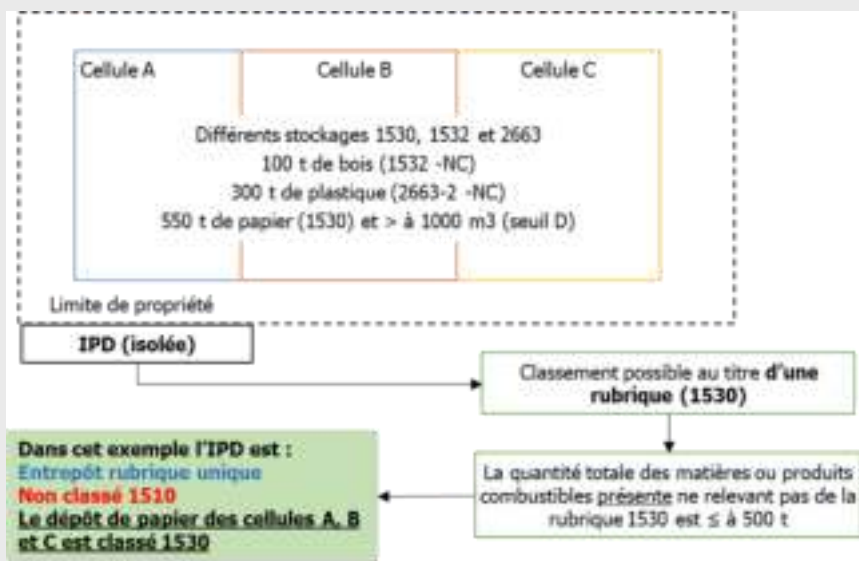 Cellule A
Cellule B
Cellule C
Différents stockages 1530, 1532 et 2663
100 t de bois (1532 -NC)
300 t de plastique (2663-2 -NC)
550 t de papier (1530) et > à 1000 m3 (seuil D)
Limite de propriété
IPD (isolée)
Classement possible au titre d'une
rubrique (1530)
Dans cet exemple l'IPD est :
Entrepôt rubrique unique
Non classé 1510
Le dépôt de papier des cellules A, B
et C est classé 1530
La quantité totale des matières ou produits
combustibles présente ne relevant pas de la
rubrique 1530 est ≤ à 500 t